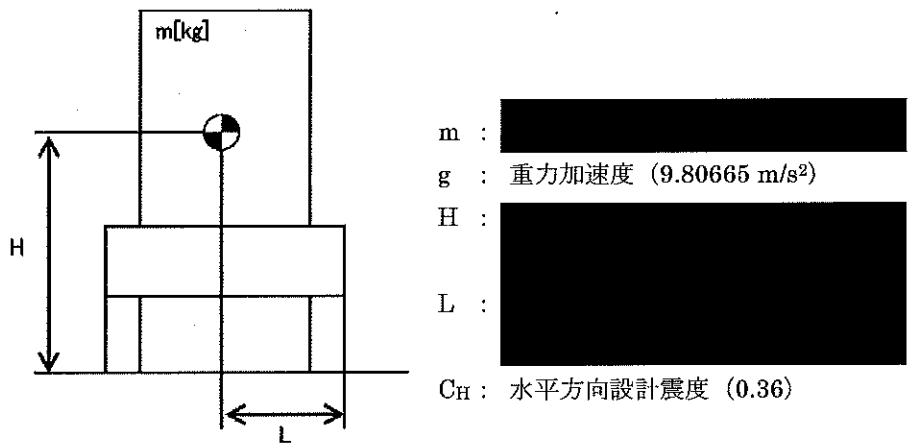 m[kg]
H
L
m :
g : 重力加速度（9.80665 m/s²）
H :
L :
CH : 水平方向設計震度（0.36）